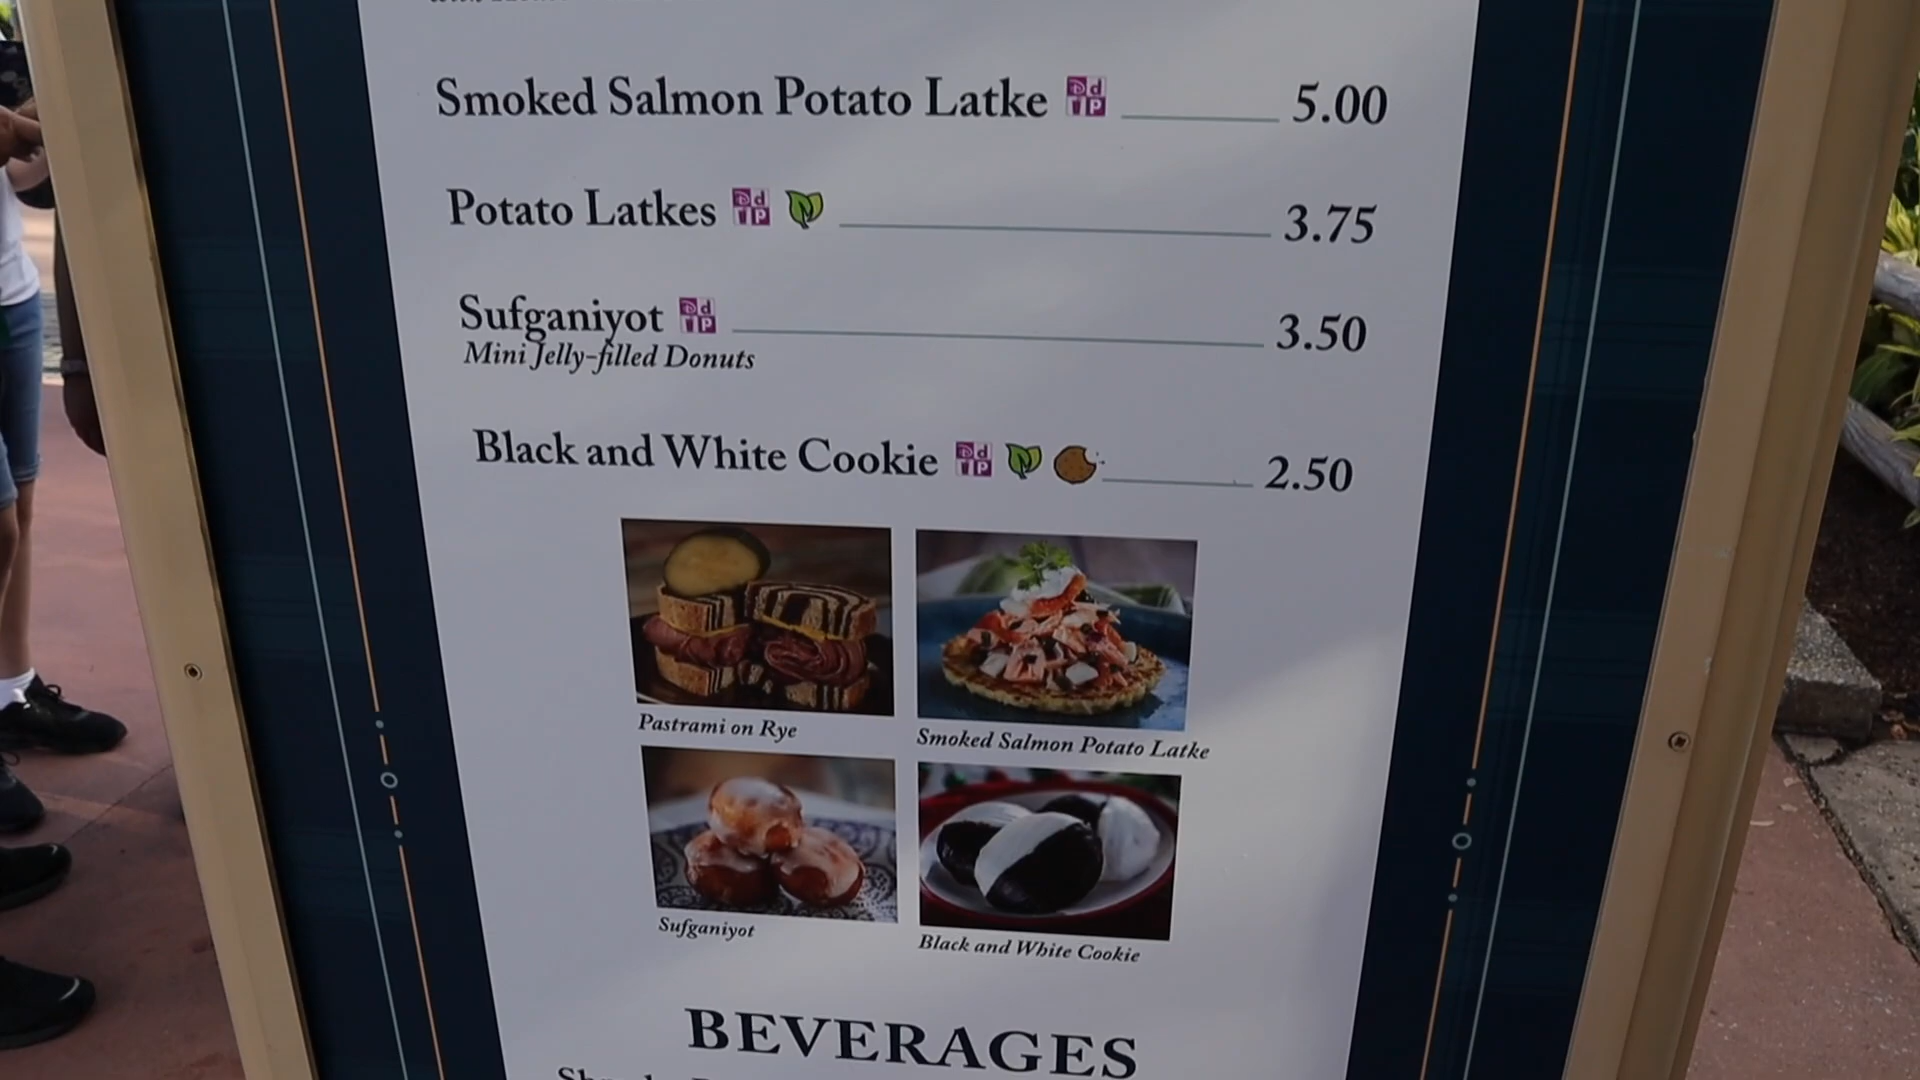 Smoked Salmon Potato Latke 5.00
Potato Latkes 3.75
Sufganiyot 3.50
Mini Jelly-filled Donuts
Black and White Cookie 2.50
Pastrami on Rye
Smoked Salmon Potato Latke
Sufganiyot
Black and White Cookie
BEVERAGES